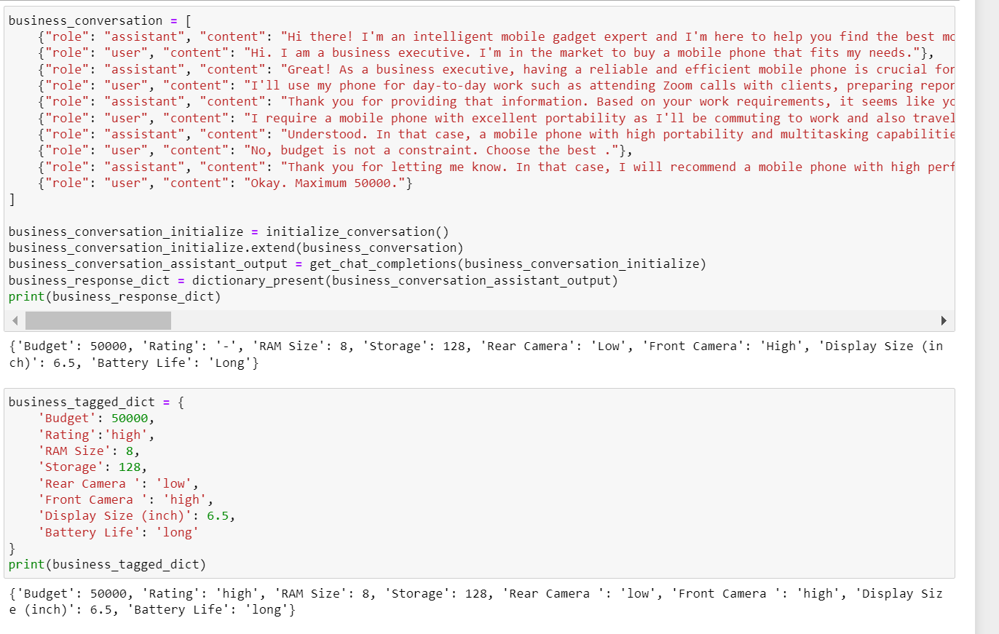 business_conversation = [
    {"role": "assistant", "content": "Hi there! I'm an intelligent mobile gadget expert and I'm here to help you find the best
    {"role": "user", "content": "Hi. I am a business executive. I'm in the market to buy a mobile phone that fits my needs."},
    {"role": "assistant", "content": "Great! As a business executive, having a reliable and efficient mobile phone is crucial for
    {"role": "user", "content": "I'll use my phone for day-to-day work such as attending Zoom calls with clients, preparing
    {"role": "assistant", "content": "Thank you for providing that information. Based on your work requirements, it seems like
    {"role": "user", "content": "I require a mobile phone with excellent portability as I'll be commuting to work and also travel
    {"role": "assistant", "content": "Understood. In that case, a mobile phone with high portability and multitasking
    {"role": "user", "content": "No, budget is not a constraint. Choose the best ."},
    {"role": "assistant", "content": "Thank you for letting me know. In that case, I will recommend a mobile phone with high perf
    {"role": "user", "content": "Okay. Maximum 50000."}
]
business_conversation_initialize = initialize_conversation()
business_conversation_initialize.extend(business_conversation)
business_conversation_assistant_output = get_chat_completions(business_conversation_initialize)
business_response_dict = dictionary_present(business_conversation_assistant_output)
print(business_response_dict)
{'Budget': 50000, 'Rating': '-', 'RAM Size': 8, 'Storage': 128, 'Rear Camera': 'Low', 'Front Camera': 'High', 'Display Size (in
ch)': 6.5, 'Battery Life': 'Long'}
business_tagged_dict = {
    'Budget': 50000,
    'Rating':'high',
    'RAM Size': 8,
    'Storage': 128,
    'Rear Camera ': 'low',
    'Front Camera ': 'high',
    'Display Size (inch)': 6.5,
    'Battery Life': 'long'
}
print(business_tagged_dict)
{'Budget': 50000, 'Rating': 'high', 'RAM Size': 8, 'Storage': 128, 'Rear Camera ': 'low', 'Front Camera ': 'high', 'Display Siz
e (inch)': 6.5, 'Battery Life': 'long'}